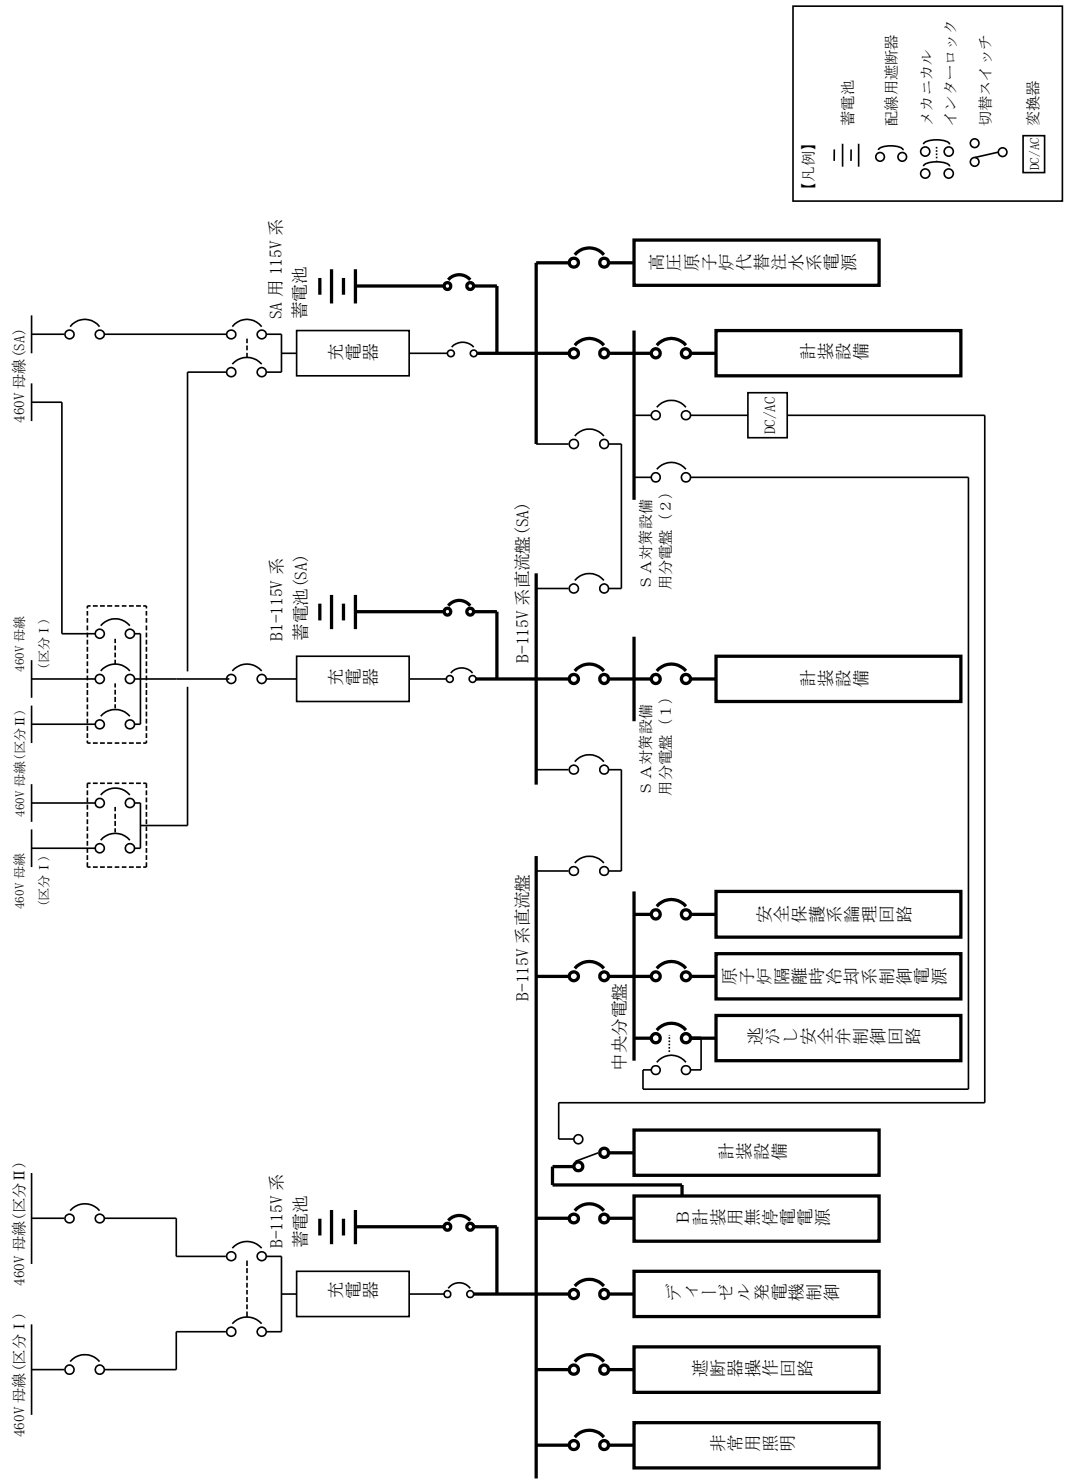 460V 母線(区分Ⅰ)
460V 母線(区分Ⅱ)
460V 母線
(区分Ⅰ)
460V 母線(区分Ⅱ)
460V 母線
(区分Ⅰ)
460V 母線(SA)
B-115V 系
蓄電池
充電器
B1-115V 系
蓄電池(SA)
充電器
SA 用 115V 系
蓄電池
充電器
B-115V 系直流盤
B-115V 系直流盤(SA)
中央分電盤
SA対策設備
用分電盤(1)
SA対策設備
用分電盤(2)
非常用照明
遮断器操作回路
ディーゼル発電機制御
B計装用無停電電源
計装設備
逃がし安全弁制御回路
原子炉隔離時冷却系制御電源
安全保護系論理回路
計装設備
DC/AC
計装設備
高圧原子炉代替注水系電源
【凡例】
蓄電池
配線用遮断器
メカニカル
インターロック
切替スイッチ
DC/AC
変換器